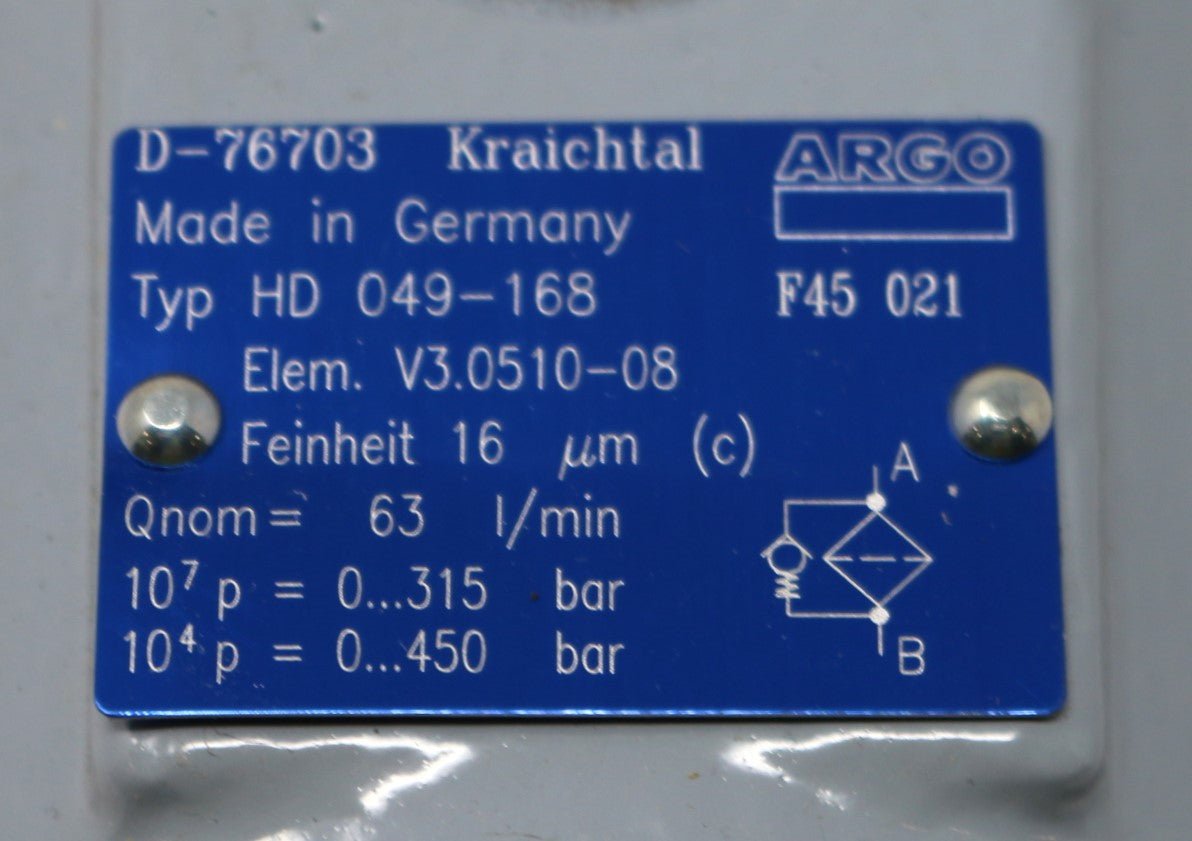 D-76703 Kraichtal ARGO
Made in Germany
Typ HD 049-168 F45 021
Elem. V3.0510-08
Feinheit 16 µm (c)
A
Qnom= 63 l/min
10⁷ p = 0...315 bar
10⁴ p = 0...450 bar
B